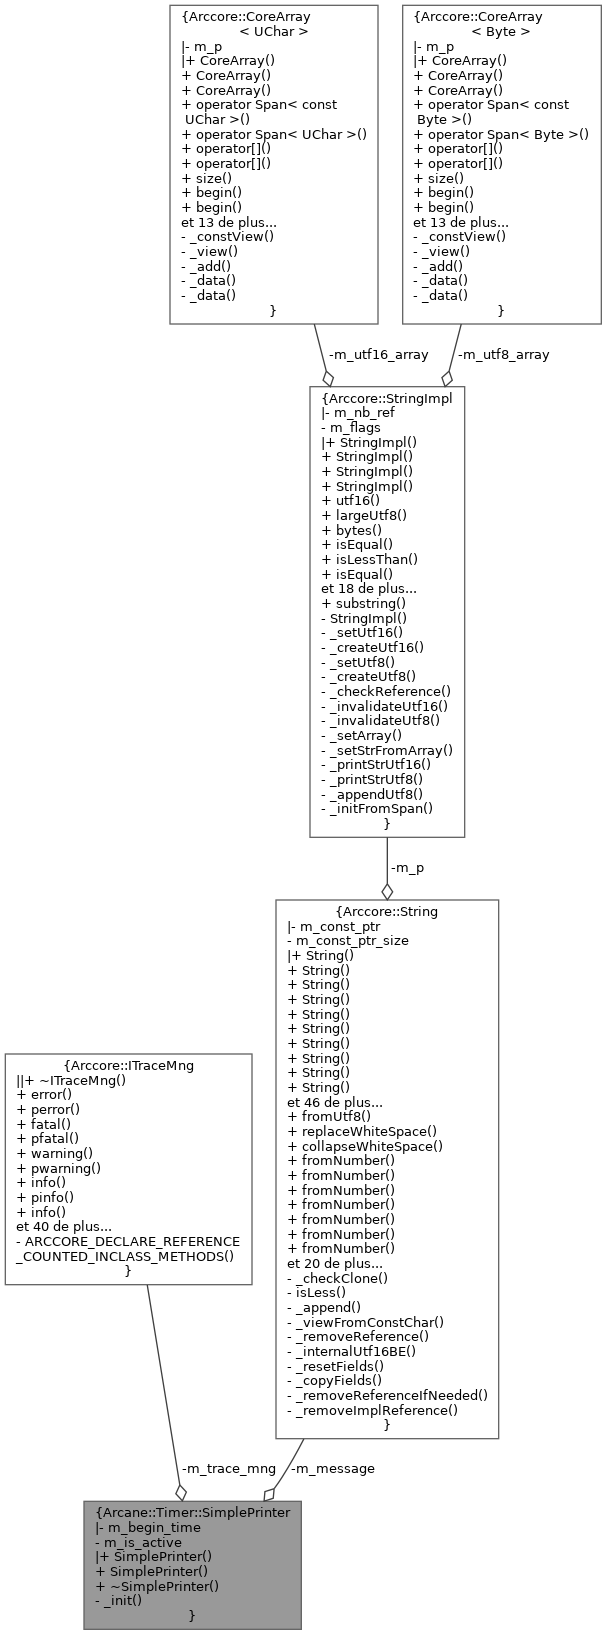 {Arccore::CoreArray
< UChar >
|- m_p
|+ CoreArray()
+ CoreArray()
+ CoreArray()
+ operator Span< const
UChar >()
+ operator Span< UChar >()
+ operator[]()
+ operator[]()
+ size()
+ begin()
+ begin()
et 13 de plus...
- _constView()
- _view()
- _add()
- _data()
- _data()
}
{Arccore::CoreArray
< Byte >
|- m_p
|+ CoreArray()
+ CoreArray()
+ CoreArray()
+ operator Span< const
Byte >()
+ operator Span< Byte >()
+ operator[]()
+ operator[]()
+ size()
+ begin()
+ begin()
et 13 de plus...
- _constView()
- _view()
- _add()
- _data()
- _data()
}
-m_utf16_array
-m_utf8_array
{Arccore::StringImpl
|- m_nb_ref
- m_flags
|+ StringImpl()
+ StringImpl()
+ StringImpl()
+ StringImpl()
+ utf16()
+ largeUtf8()
+ bytes()
+ isEqual()
+ isLessThan()
+ isEqual()
et 18 de plus...
+ substring()
- StringImpl()
- _setUtf16()
- _createUtf16()
- _setUtf8()
- _createUtf8()
- _checkReference()
- _invalidateUtf16()
- _invalidateUtf8()
- _setArray()
- _setStrFromArray()
- _printStrUtf16()
- _printStrUtf8()
- _appendUtf8()
- _initFromSpan()
}
-m_p
{Arccore::String
|- m_const_ptr
- m_const_ptr_size
|+ String()
+ String()
+ String()
+ String()
+ String()
+ String()
+ String()
+ String()
+ String()
+ String()
et 46 de plus...
+ fromUtf8()
+ replaceWhiteSpace()
+ collapseWhiteSpace()
+ fromNumber()
+ fromNumber()
+ fromNumber()
+ fromNumber()
+ fromNumber()
+ fromNumber()
+ fromNumber()
et 20 de plus...
- _checkClone()
- isLess()
- _append()
- _viewFromConstChar()
- _removeReference()
- _internalUtf16BE()
- _resetFields()
- _copyFields()
- _removeReferenceIfNeeded()
- _removeImplReference()
}
{Arccore::ITraceMng
||+ ~ITraceMng()
+ error()
+ perror()
+ fatal()
+ pfatal()
+ warning()
+ pwarning()
+ info()
+ pinfo()
+ info()
et 40 de plus...
- ARCCORE_DECLARE_REFERENCE
_COUNTED_INCLASS_METHODS()
}
-m_trace_mng
-m_message
{Arcane::Timer::SimplePrinter
|- m_begin_time
- m_is_active
|+ SimplePrinter()
+ SimplePrinter()
+ ~SimplePrinter()
- _init()
}